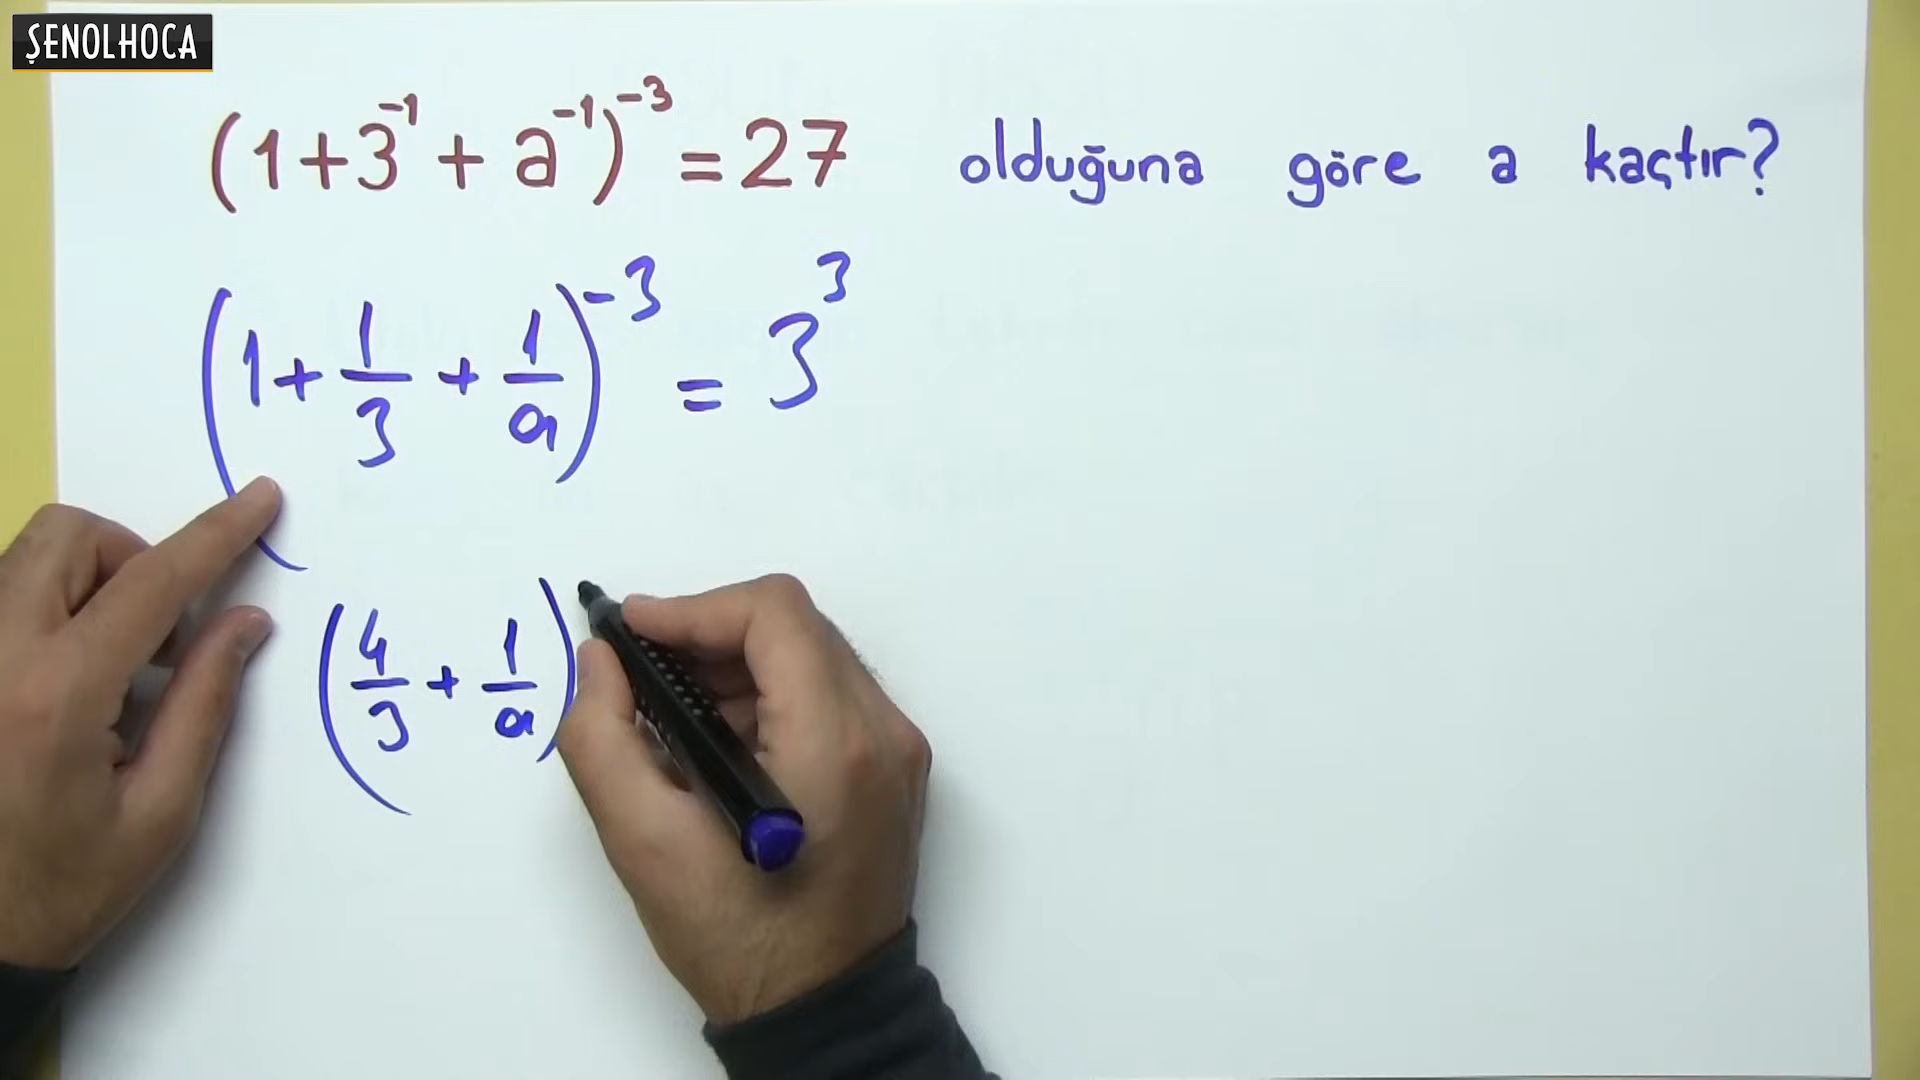 ŞENOLHOCA
(1+3⁻¹ + a⁻¹)⁻³ = 27 olduğuna göre a kaçtır?
(1 + 1/3 + 1/a)⁻³ = 3³
(4/3 + 1/a)